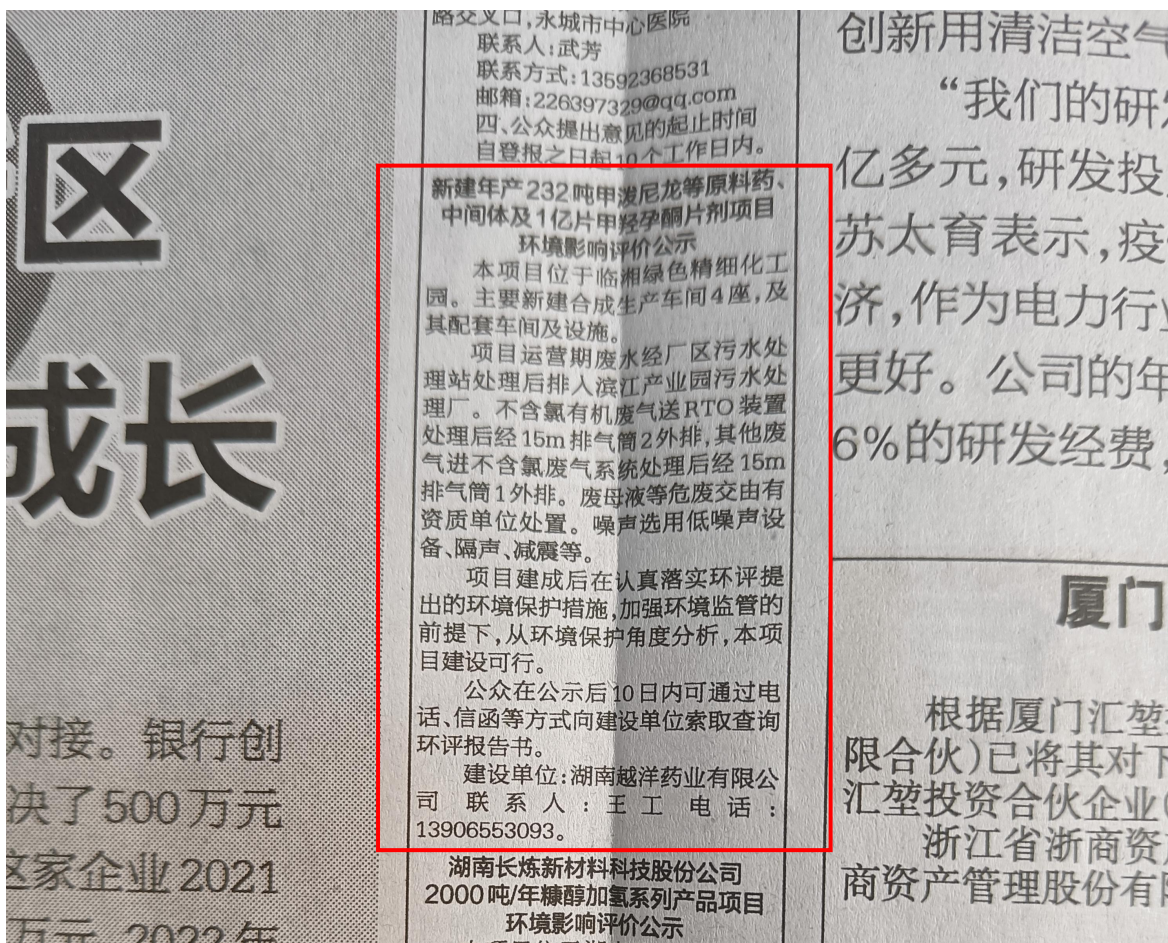 区
成长
对接。银行创
决了500万元
这家企业2021
万元，2022年
路交叉口,永城市中心医院
联系人:武芳
联系方式:13592368531
邮箱:226397329@qq.com
四、公众提出意见的起止时间
自登报之日起10个工作日内。
新建年产232吨甲泼尼龙等原料药、
中间体及1亿片甲羟孕酮片剂项目
环境影响评价公示
本项目位于临湘绿色精细化工
园。主要新建合成生产车间4座,及
其配套车间及设施。
项目运营期废水经厂区污水处
理站处理后排入滨江产业园污水处
理厂。不含氯有机废气送RTO装置
处理后经15m排气筒2外排,其他废
气进不含氯废气系统处理后经15m
排气筒1外排。废母液等危废交由有
资质单位处置。噪声选用低噪声设
备、隔声、减震等。
项目建成后在认真落实环评提
出的环境保护措施,加强环境监管的
前提下,从环境保护角度分析,本项
目建设可行。
公众在公示后10日内可通过电
话、信函等方式向建设单位索取查询
环评报告书。
建设单位:湖南越洋药业有限公
司 联系人:王工 电话:
13906553093。
湖南长炼新材料科技股份公司
2000吨/年糠醇加氢系列产品项目
环境影响评价公示
创新用清洁空气
“我们的研发
亿多元,研发投
苏太育表示,疫
济,作为电力行业
更好。公司的年
6%的研发经费,
厦门
根据厦门汇堃
限合伙)已将其对下
汇堃投资合伙企业(
浙江省浙商资
商资产管理股份有限